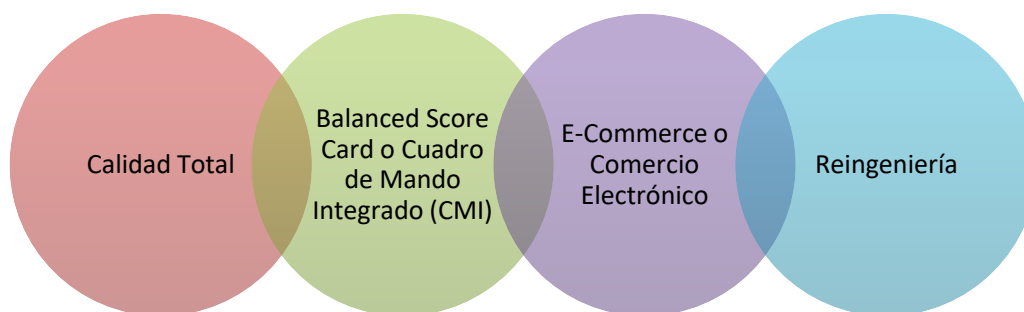 Calidad Total
Balanced Score
Card o Cuadro
de Mando
Integrado (CMI)
E-Commerce o
Comercio
Electrónico
Reingeniería